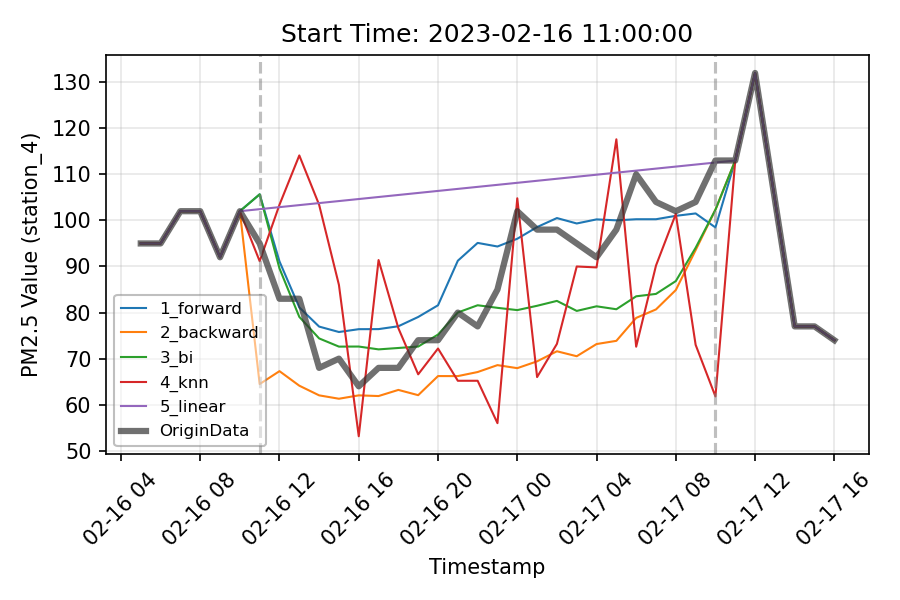 Start Time: 2023-02-16 11:00:00
PM2.5 Value (station_4)
130
120
110
100
90
80
70
60
50
1_forward
2_backward
3_bi
4_knn
5_linear
OriginData
02-16 04
02-16 08
02-16 12
02-16 16
02-16 20
02-17 00
02-17 04
02-17 08
02-17 12
02-17 16
Timestamp